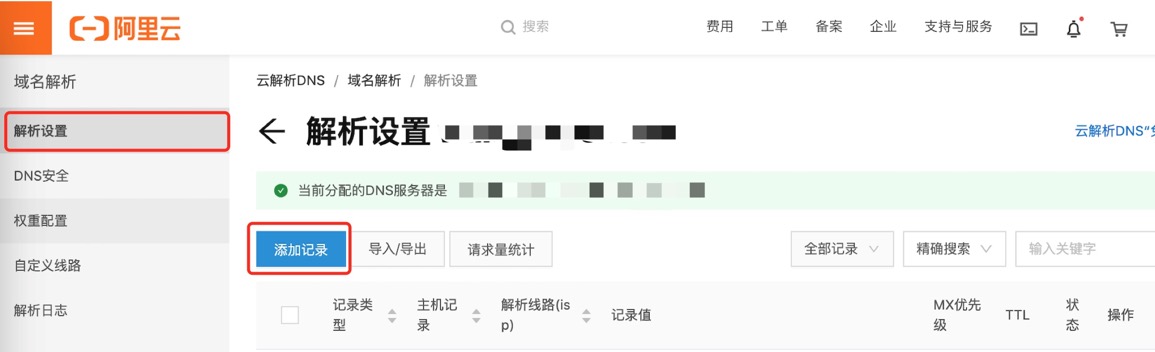 阿里云
搜索
费用 工单 备案 企业 支持与服务
域名解析
解析设置
DNS安全
权重配置
自定义线路
解析日志
云解析DNS / 域名解析 / 解析设置
解析设置
云解析DNS“
当前分配的DNS服务器是
添加记录 导入/导出 请求量统计 全部记录 精确搜索 输入关键字
记录类型 主机记录 解析线路(isp) 记录值 MX优先级 TTL 状态 操作